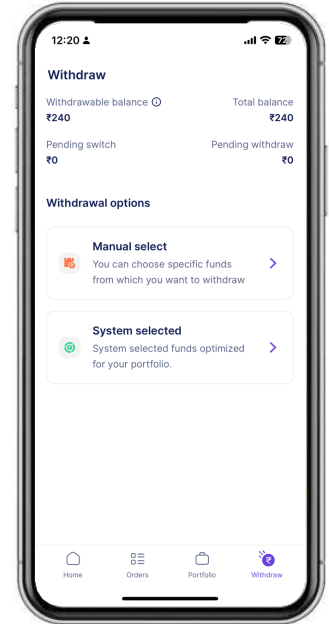 12:20
72
Withdraw
Withdrawable balance Total balance
₹240 ₹240
Pending switch Pending withdraw
₹0 ₹0
Withdrawal options
Manual select
You can choose specific funds
from which you want to withdraw
System selected
System selected funds optimized
for your portfolio.
Home Orders Portfolio Withdraw